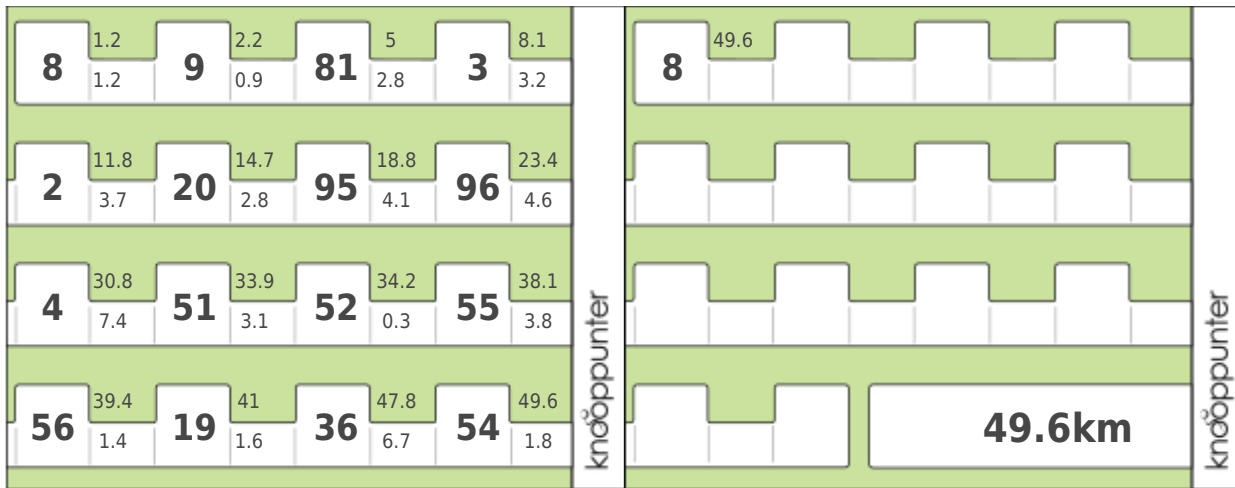 1.2 2.2 5 8.1
8 9 81 3
1.2 0.9 2.8 3.2
11.8 14.7 18.8 23.4
2 20 95 96
3.7 2.8 4.1 4.6
30.8 33.9 34.2 38.1
4 51 52 55
7.4 3.1 0.3 3.8
39.4 41 47.8 49.6
56 19 36 54
1.4 1.6 6.7 1.8
knooppunter
49.6
8
49.6km
knooppunter